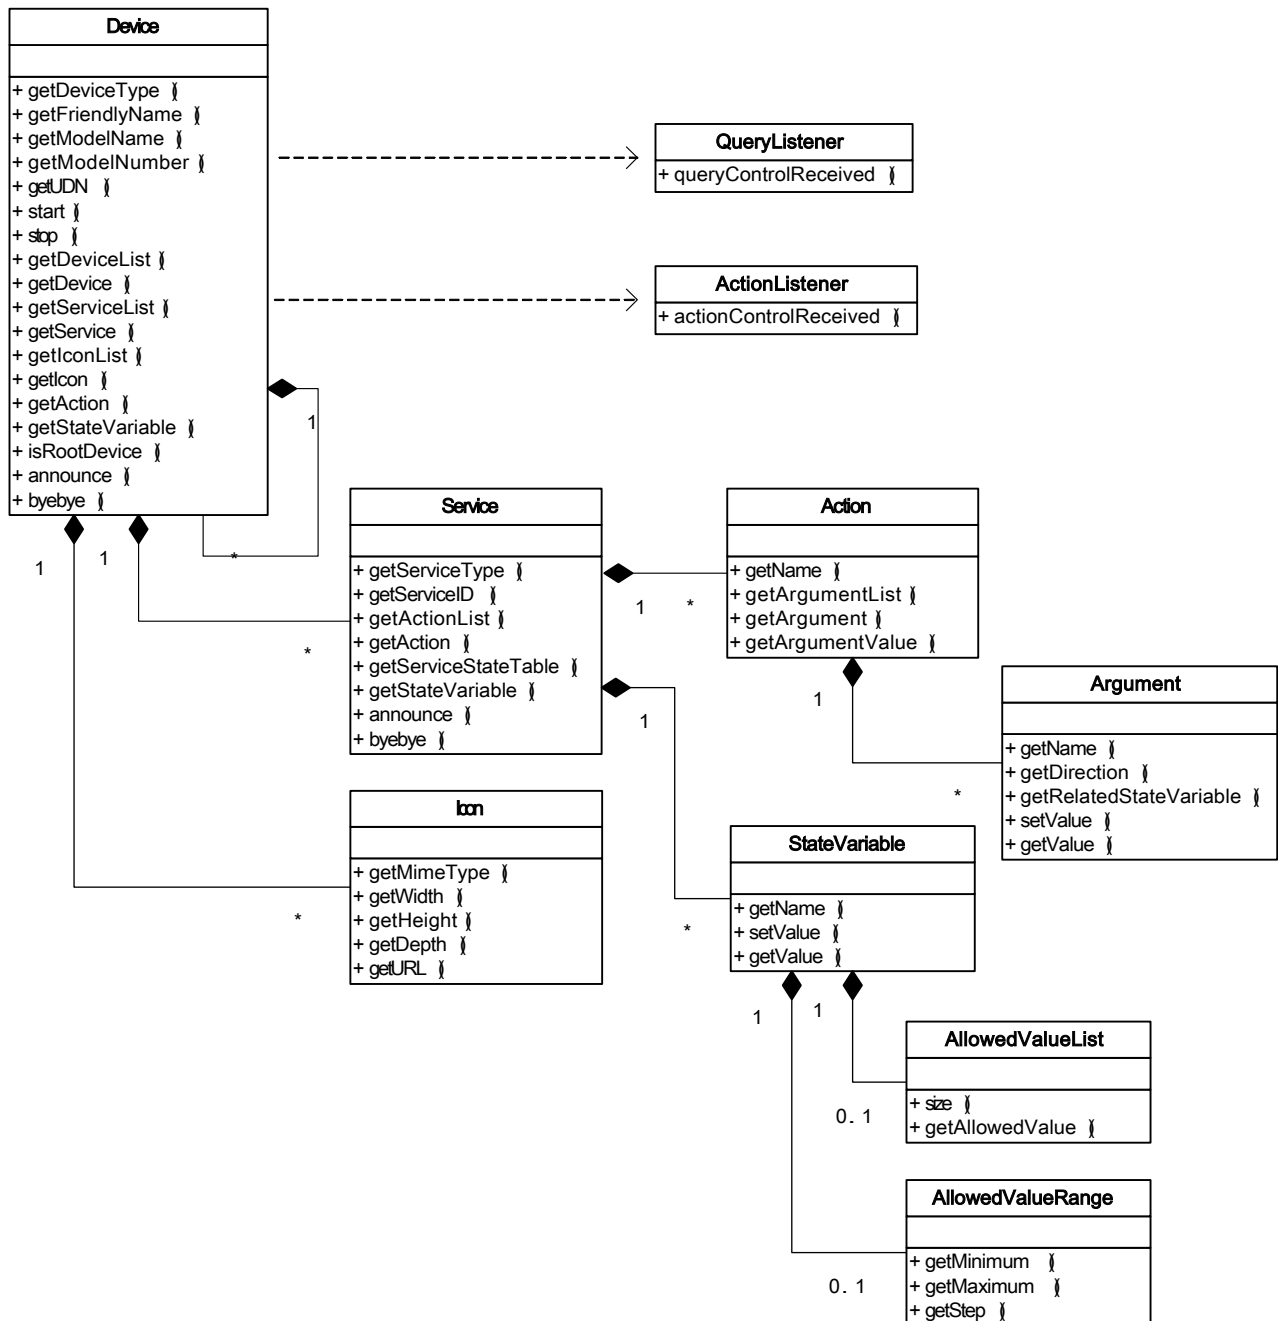 Device
+ getDeviceType ()
+ getFriendlyName ()
+ getModelName ()
+ getModelNumber ()
+ getUDN ()
+ start ()
+ stop ()
+ getDeviceList ()
+ getDevice ()
+ getServiceList ()
+ getService ()
+ getIconList ()
+ getIcon ()
+ getAction ()
+ getStateVariable ()
+ isRootDevice ()
+ announce ()
+ byebye ()
QueryListener
+ queryControlReceived ()
ActionListener
+ actionControlReceived ()
1
*
1
1
*
*
Service
+ getServiceType ()
+ getServiceID ()
+ getActionList ()
+ getAction ()
+ getServiceStateTable ()
+ getStateVariable ()
+ announce ()
+ byebye ()
1
*
1
*
Action
+ getName ()
+ getArgumentList ()
+ getArgument ()
+ getArgumentValue ()
1
*
Argument
+ getName ()
+ getDirection ()
+ getRelatedStateVariable ()
+ setValue ()
+ getValue ()
Icon
+ getMimeType ()
+ getWidth ()
+ getHeight ()
+ getDepth ()
+ getURL ()
StateVariable
+ getName ()
+ setValue ()
+ getValue ()
1
1
0..1
0..1
AllowedValueList
+ size ()
+ getAllowedValue ()
AllowedValueRange
+ getMinimum ()
+ getMaximum ()
+ getStep ()